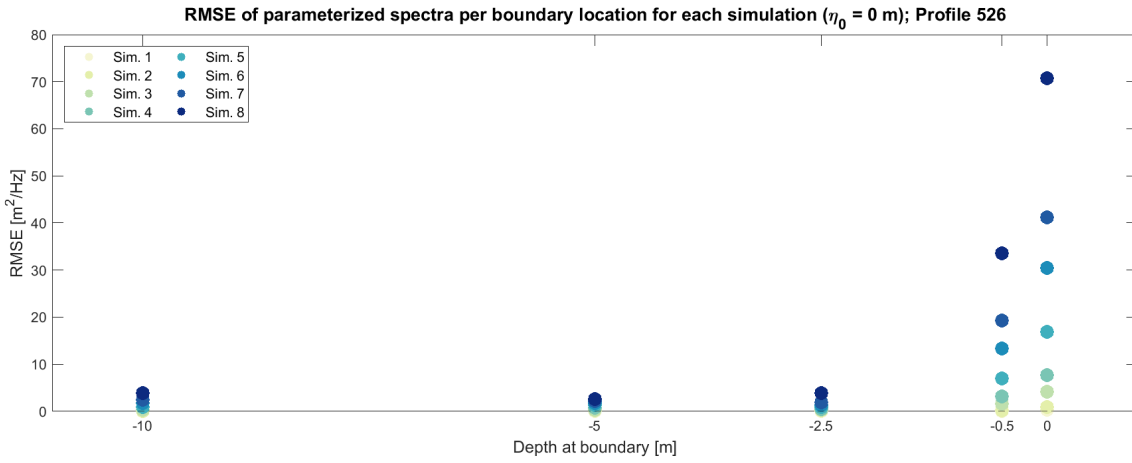 RMSE of parameterized spectra per boundary location for each simulation (η0 = 0 m); Profile 526
80
70
60
50
40
30
20
10
0
RMSE [m2/Hz]
Sim. 1
Sim. 2
Sim. 3
Sim. 4
Sim. 5
Sim. 6
Sim. 7
Sim. 8
-10
-5
-2.5
-0.5
0
Depth at boundary [m]